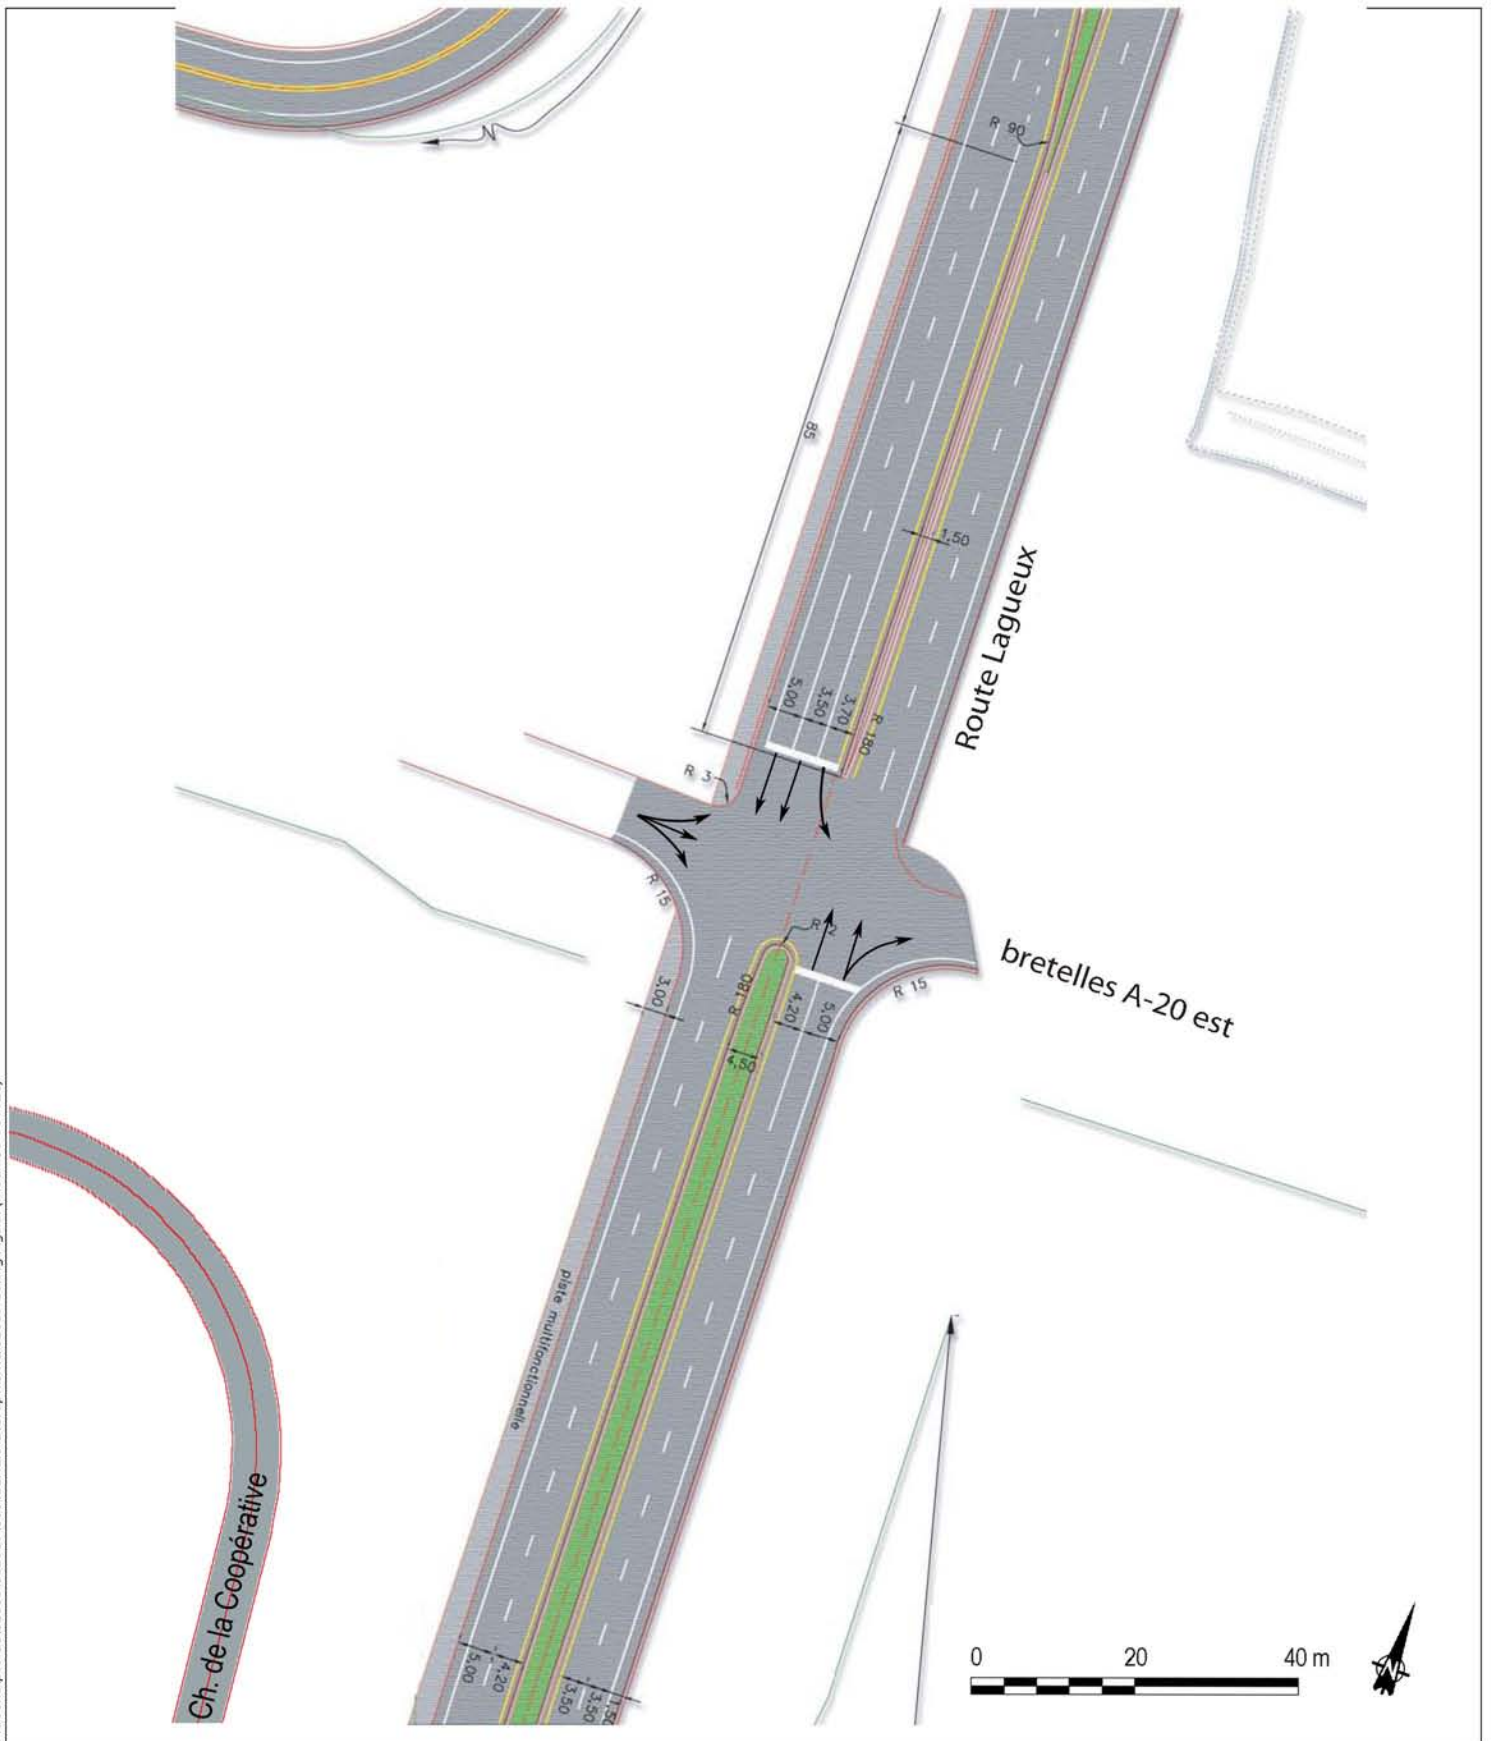 N
R 90
85
1,50
Route Lagueux
5,00
3,50
3,70
R 180
R 3
R 15
R 2
bretelles A-20 est
R 15
3,00
R 180
4,20
5,00
4,50
piste multifonctionnelle
Ch. de la Coopérative
5,00
4,20
3,50
3,50
1,50
0 20 40 m
N